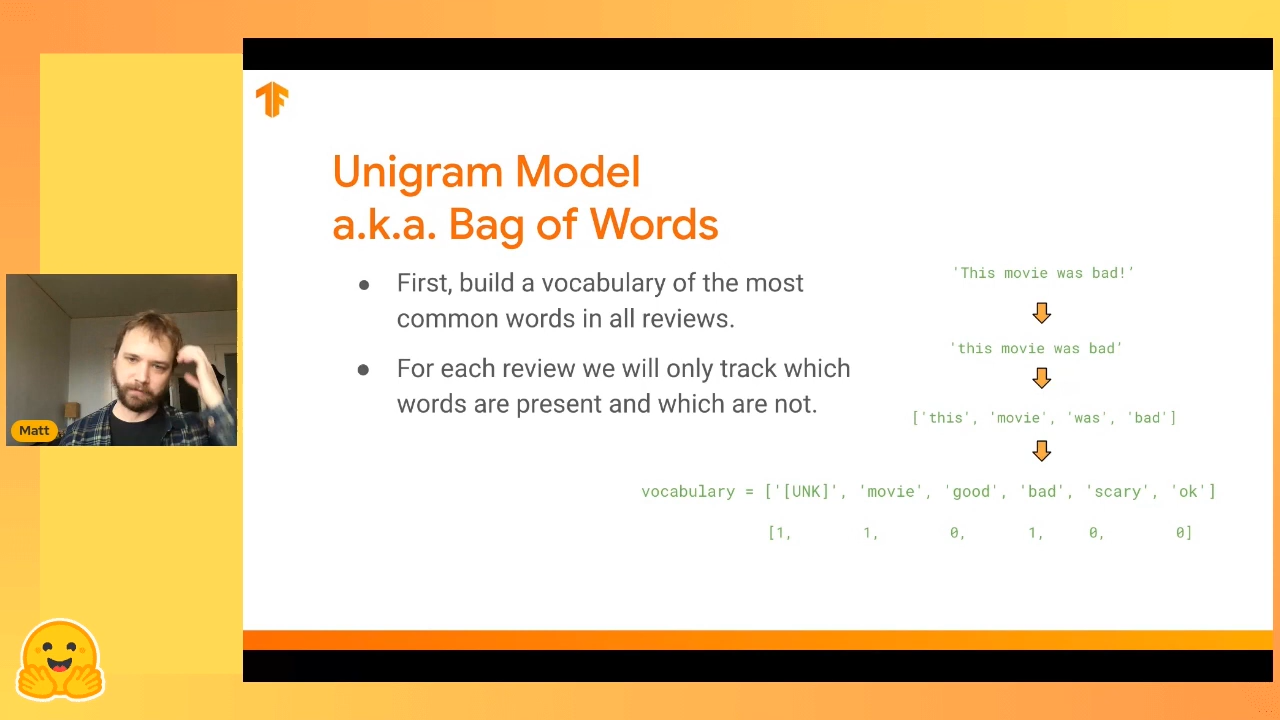 Unigram Model
a.k.a. Bag of Words
● First, build a vocabulary of the most
common words in all reviews.
● For each review we will only track which
words are present and which are not.
'This movie was bad!’
'this movie was bad’
['this', 'movie', 'was', 'bad']
vocabulary = ['[UNK]', 'movie', 'good', 'bad', 'scary', 'ok']
[1, 1, 0, 1, 0, 0]
Matt